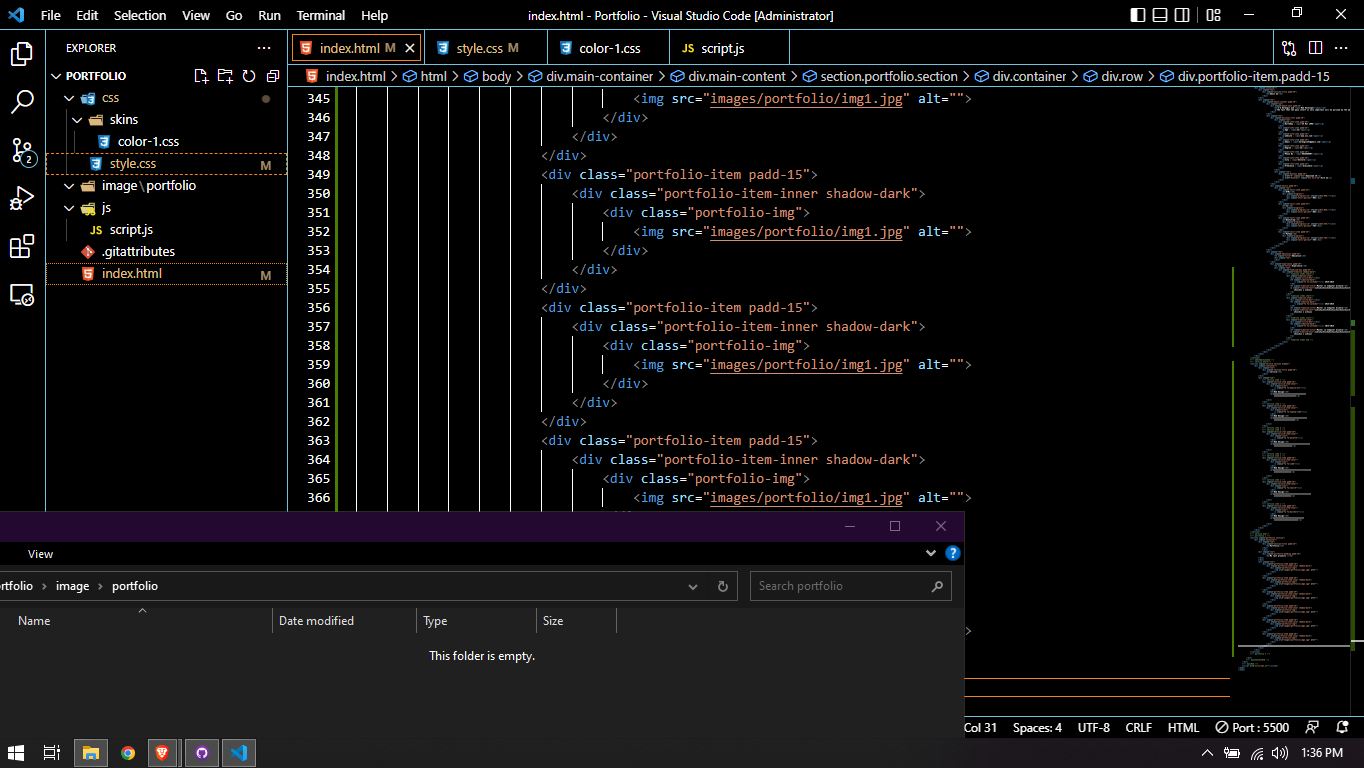 File Edit Selection View Go Run Terminal Help index.html - Portfolio - Visual Studio Code [Administrator]
EXPLORER
PORTFOLIO
css
skins
color-1.css
style.css M
image\portfolio
js
JS script.js
.gitattributes
index.html M
2
index.html M style.css M color-1.css JS script.js
index.html > html > body > div.main-container > div.main-content > section.portfolio.section > div.container > div.row > div.portfolio-item.padd-15
345 <img src="images/portfolio/img1.jpg" alt="">
346 </div>
347 </div>
348 </div>
349 <div class="portfolio-item padd-15">
350 <div class="portfolio-item-inner shadow-dark">
351 <div class="portfolio-img">
352 <img src="images/portfolio/img1.jpg" alt="">
353 </div>
354 </div>
355 </div>
356 <div class="portfolio-item padd-15">
357 <div class="portfolio-item-inner shadow-dark">
358 <div class="portfolio-img">
359 <img src="images/portfolio/img1.jpg" alt="">
360 </div>
361 </div>
362 </div>
363 <div class="portfolio-item padd-15">
364 <div class="portfolio-item-inner shadow-dark">
365 <div class="portfolio-img">
366 <img src="images/portfolio/img1.jpg" alt="">
View
rtfolio > image > portfolio
Search portfolio
Name Date modified Type Size
This folder is empty.
>
Col 31 Spaces: 4 UTF-8 CRLF HTML Port : 5500
1:36 PM